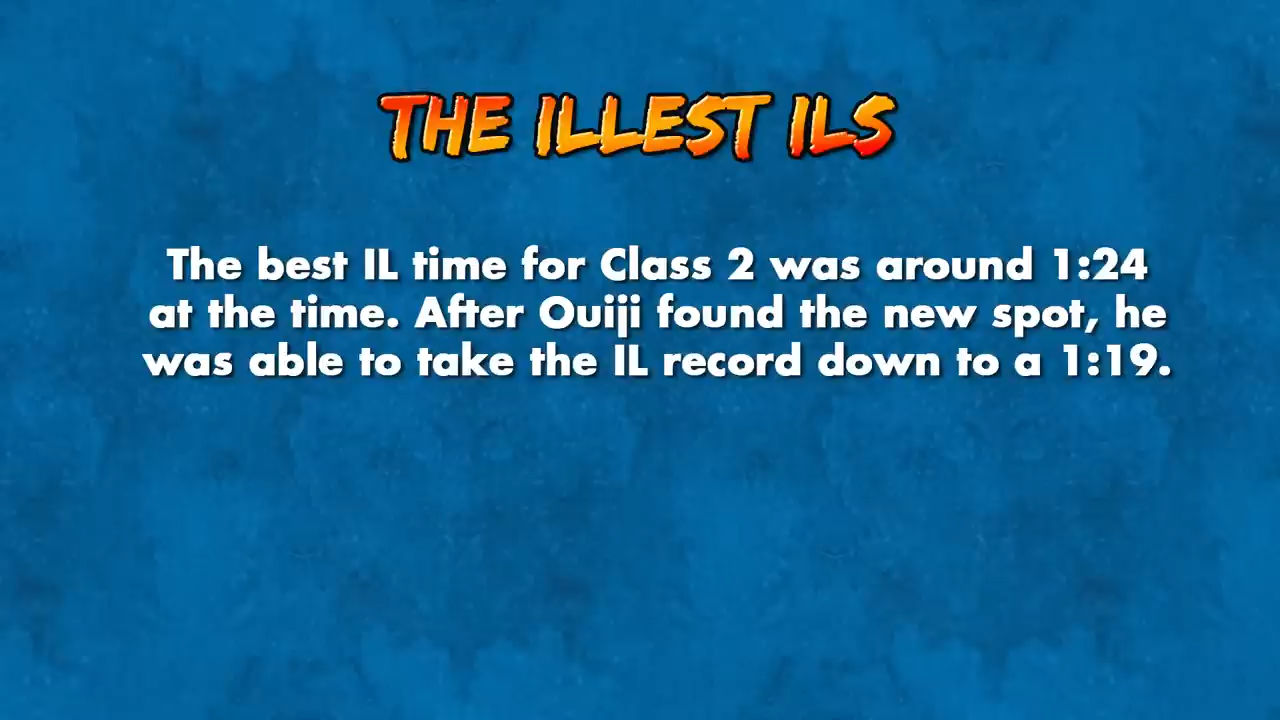 THE ILLEST ILS
The best IL time for Class 2 was around 1:24
at the time. After Ouiji found the new spot, he
was able to take the IL record down to a 1:19.